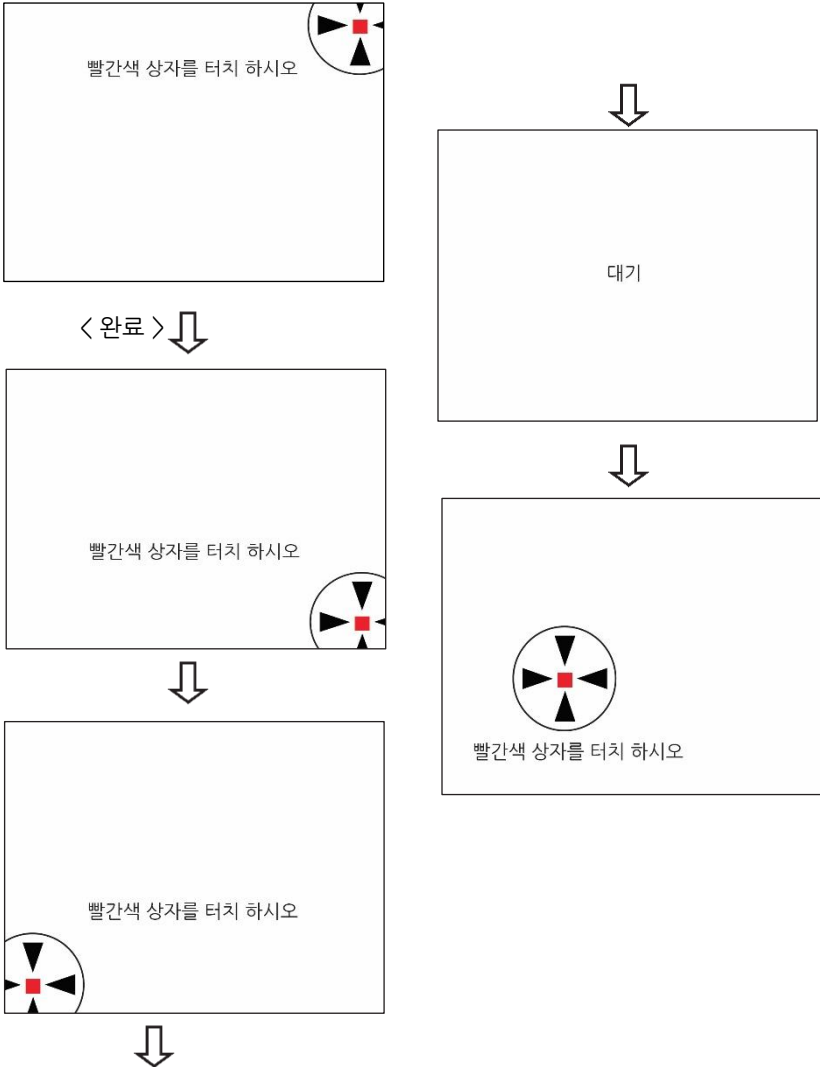 빨간색 상자를 터치 하시오
< 완료 >
빨간색 상자를 터치 하시오
빨간색 상자를 터치 하시오
대기
빨간색 상자를 터치 하시오